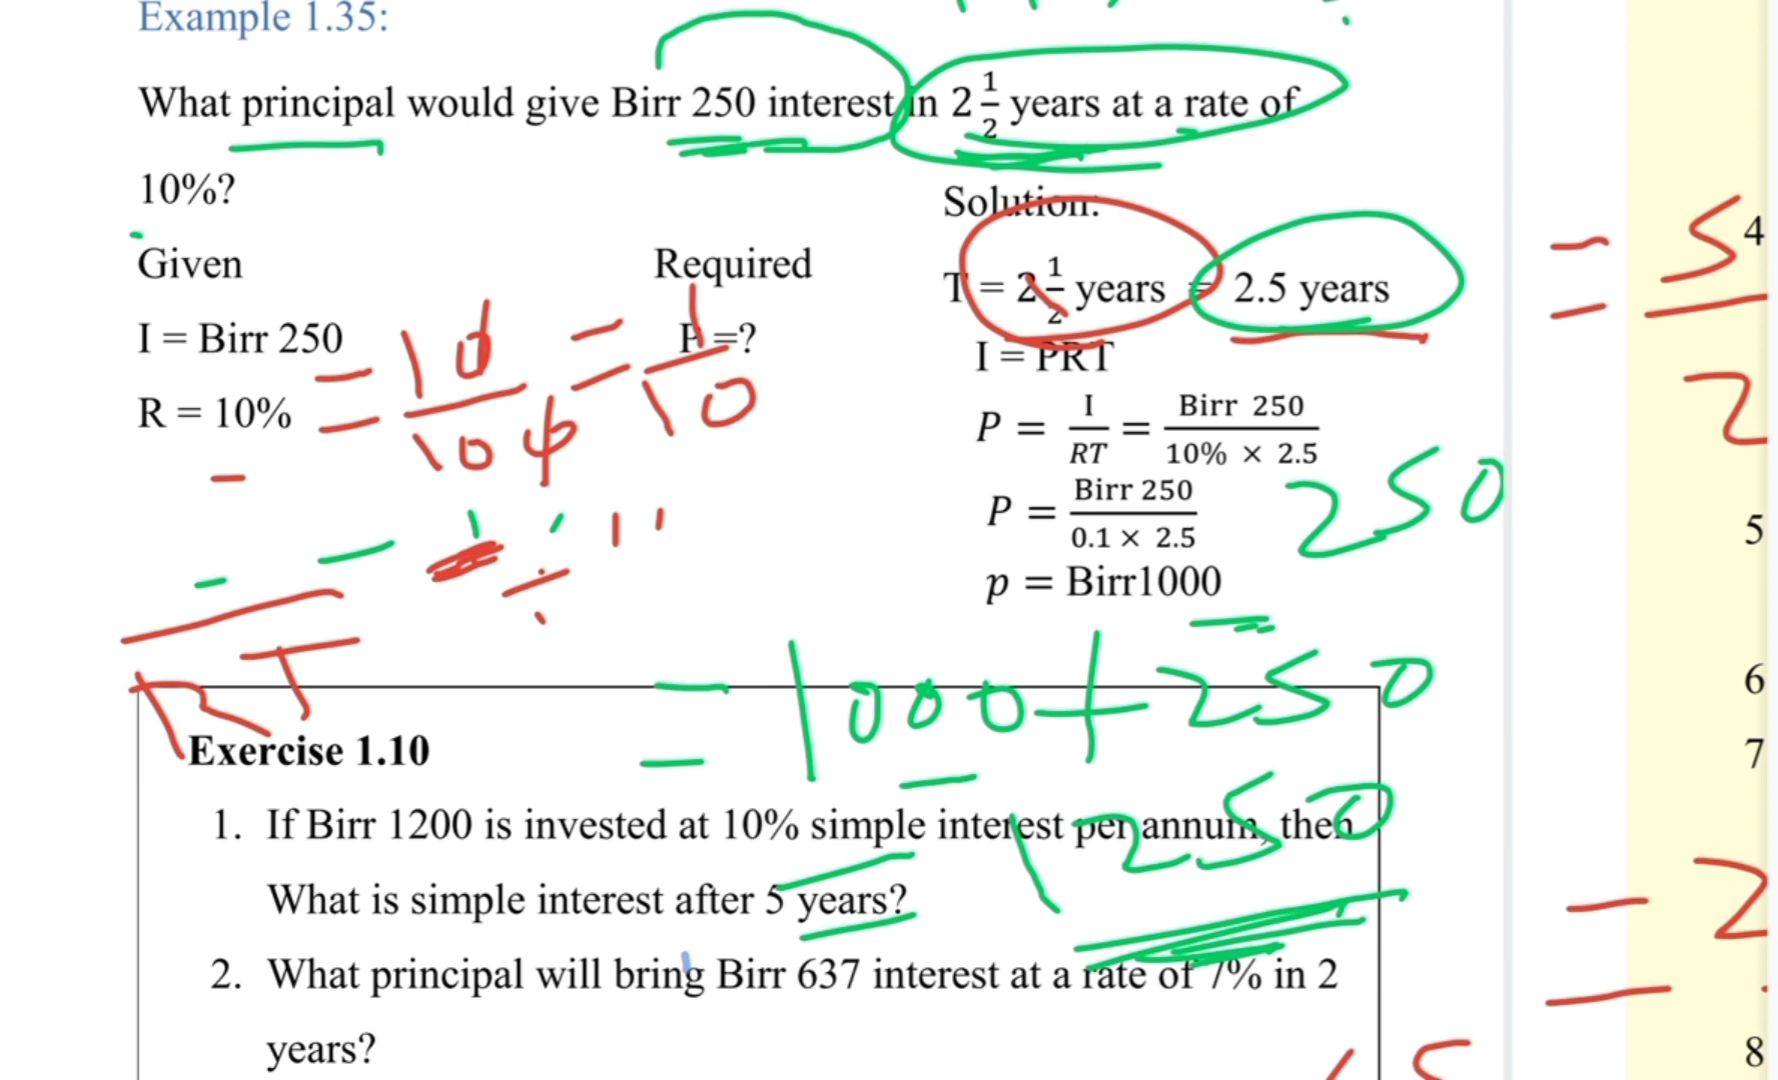 Example 1.35:
What principal would give Birr 250 interest in 2 1/2 years at a rate of
10%?
Solution:
Given
Required
T = 2 1/2 years = 2.5 years
I = Birr 250
P =?
I = PRT
R = 10%
= 10/100 = 1/10
P = I/RT = Birr 250/10% × 2.5
P = Birr 250/0.1 × 2.5
250
p = Birr1000
RT
= 1000+250
1250
Exercise 1.10
1. If Birr 1200 is invested at 10% simple interest per annum, then
What is simple interest after 5 years?
2. What principal will bring Birr 637 interest at a rate of 7% in 2
years?
= 5/2
4
5
6
7
= 2
8
5